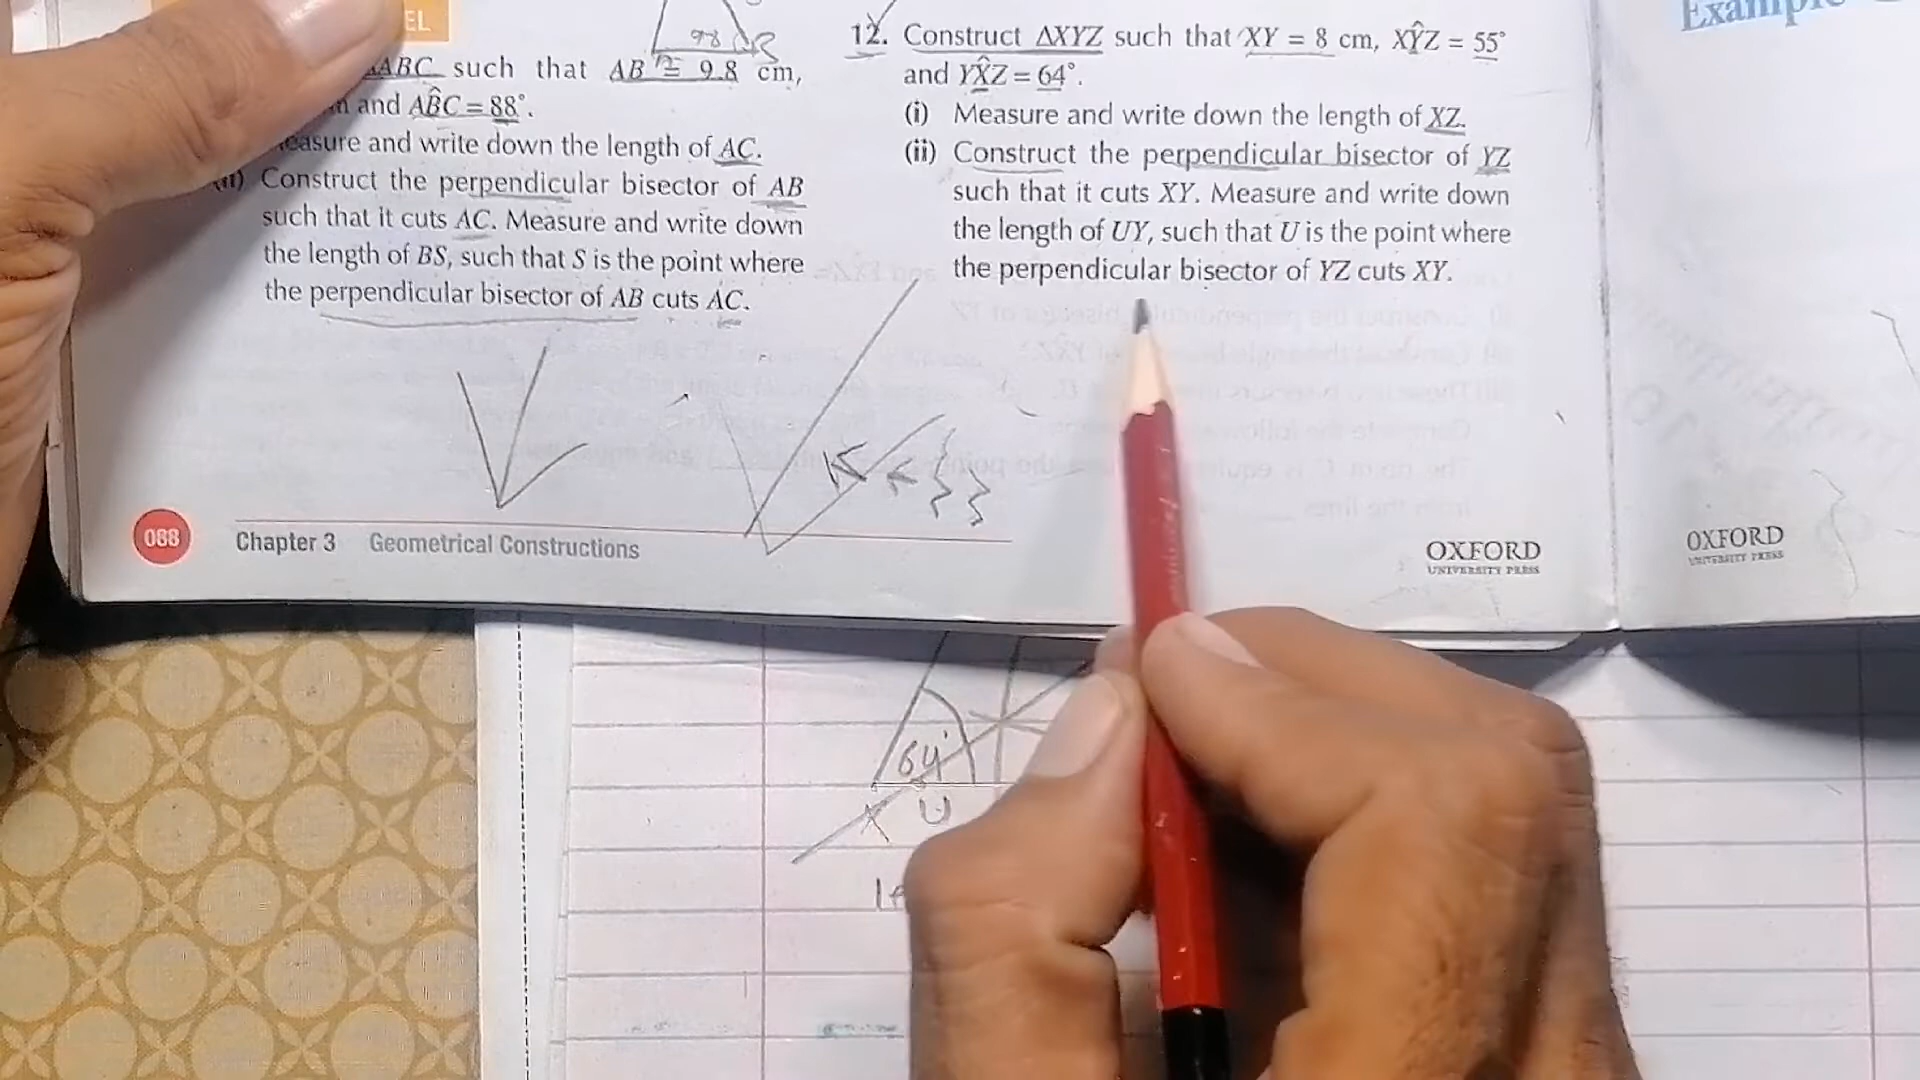 EL
ABC such that AB = 9.8 cm,
and AB̂C = 88°.
easure and write down the length of AC.
Construct the perpendicular bisector of AB
such that it cuts AC. Measure and write down
the length of BS, such that S is the point where
the perpendicular bisector of AB cuts AC.
98
B
12. Construct ΔXYZ such that XY = 8 cm, XŶZ = 55°
and YX̂Z = 64°.
(i) Measure and write down the length of XZ.
(ii) Construct the perpendicular bisector of YZ
such that it cuts XY. Measure and write down
the length of UY, such that U is the point where
the perpendicular bisector of YZ cuts XY.
088 Chapter 3 Geometrical Constructions
OXFORD
UNIVERSITY PRESS
Example
OXFORD
UNIVERSITY PRESS
64°
X U